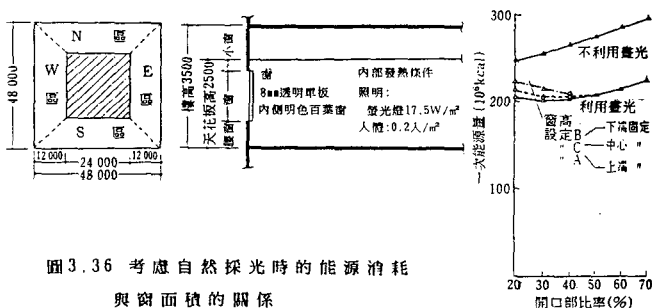 N
區
W
區
E
區
S
區
48 000
12 000
24 000
12 000
48 000
樓高3500
天花板高2500
小窗
窗
腰窗
窗
8mm透明單板
內側明色百葉窗
內部發熱條件
照明:
螢光燈17.5W/m²
人體:0.2人/m²
一次能源量(10⁶kcal)
300
200
100
不利用晝光
利用晝光
窗高設定
B 下端固定
〃 C 中心 〃
〃 A 上端 〃
20 30 40 50 60 70
開口部比率(%)
圖3.36 考慮自然採光時的能源消耗
與窗面積的關係